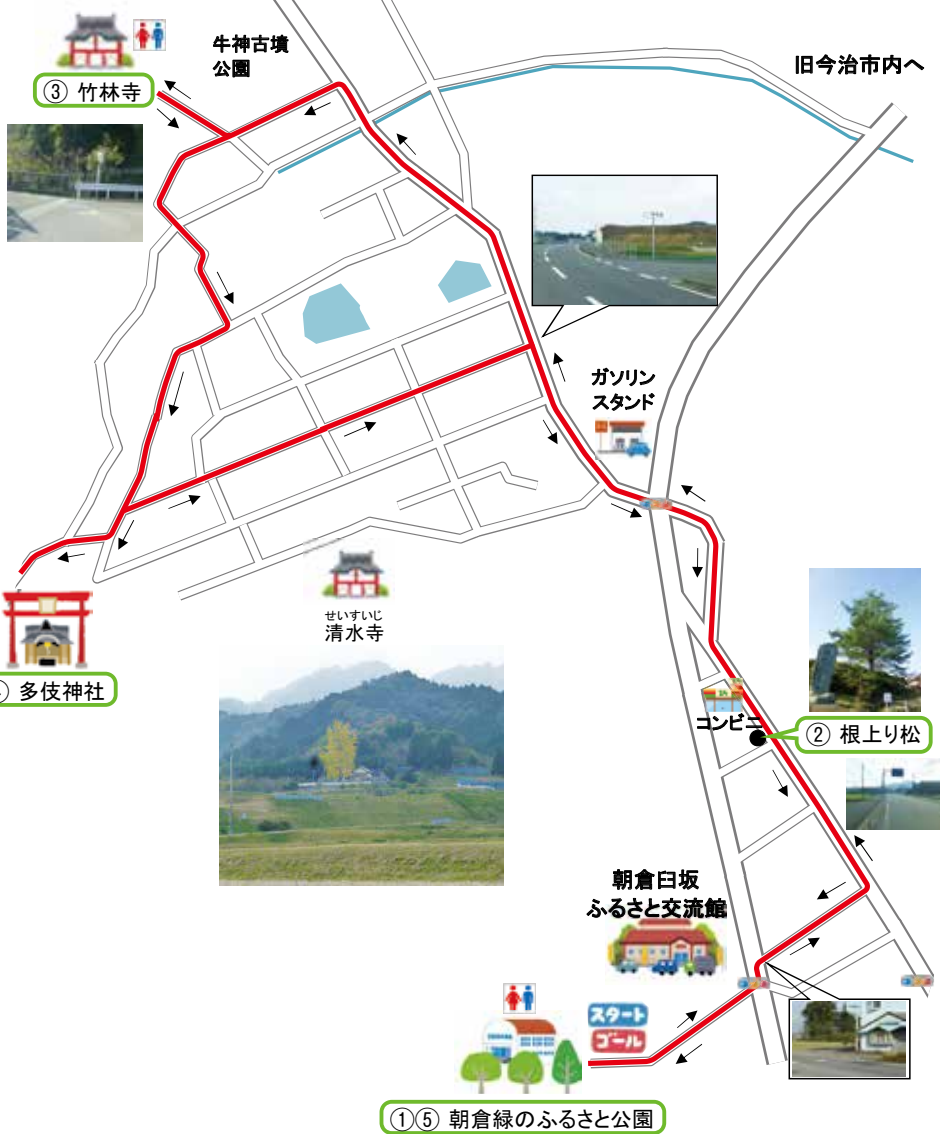 牛神古墳
公園
旧今治市内へ
③ 竹林寺
ガソリン
スタンド
せいすいじ
清水寺
多伎神社
コンビニ
② 根上り松
朝倉臼坂
ふるさと交流館
スタート
ゴール
①⑤ 朝倉緑のふるさと公園